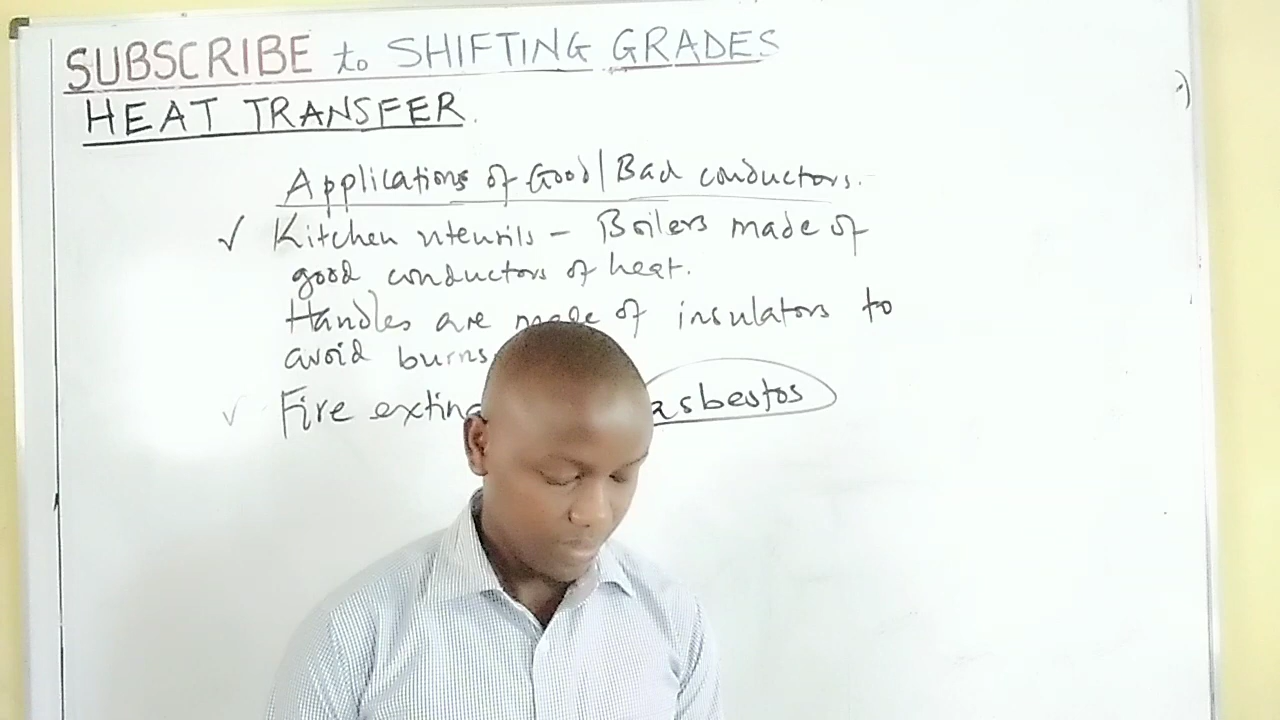 SUBSCRIBE to SHIFTING GRADES
HEAT TRANSFER.
Applications of Good/Bad conductors.
✓ Kitchen utensils - Boilers made of
good conductors of heat.
Handles are made of insulators to
avoid burns
✓ Fire exting asbestos